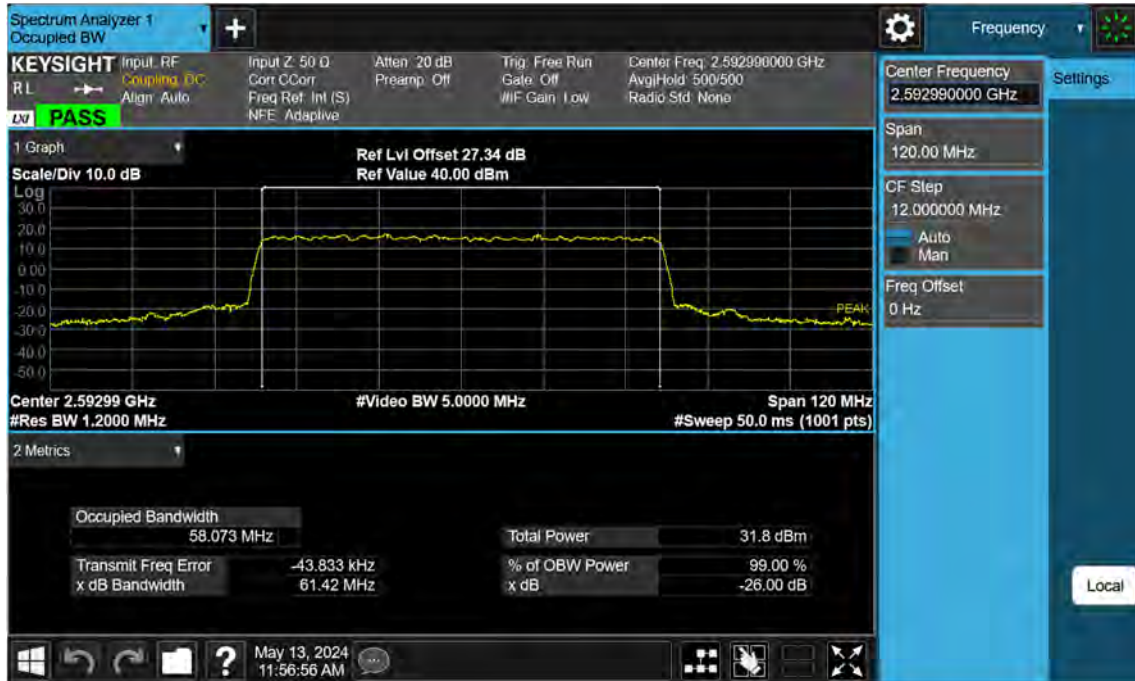 Spectrum Analyzer 1
Occupied BW
+
Frequency
KEYSIGHT
R L
LXI
PASS
Input: RF
Coupling: DC
Align: Auto
Input Z: 50 Ω
Corr CCorr
Freq Ref: Int (S)
NFE: Adaptive
Atten: 20 dB
Preamp: Off
Trig: Free Run
Gate: Off
#IF Gain: Low
Center Freq: 2.592990000 GHz
Avg|Hold: 500/500
Radio Std: None
Center Frequency
2.592990000 GHz
Settings
Span
120.00 MHz
CF Step
12.000000 MHz
Auto
Man
Freq Offset
0 Hz
Local
1 Graph
Scale/Div 10.0 dB
Ref Lvl Offset 27.34 dB
Ref Value 40.00 dBm
Log
30.0
20.0
10.0
0.00
-10.0
-20.0
-30.0
-40.0
-50.0
PEAK
Center 2.59299 GHz
#Res BW 1.2000 MHz
#Video BW 5.0000 MHz
Span 120 MHz
#Sweep 50.0 ms (1001 pts)
2 Metrics
Occupied Bandwidth
58.073 MHz
Total Power 31.8 dBm
Transmit Freq Error -43.833 kHz
% of OBW Power 99.00 %
x dB Bandwidth 61.42 MHz
x dB -26.00 dB
?
May 13, 2024
11:56:56 AM